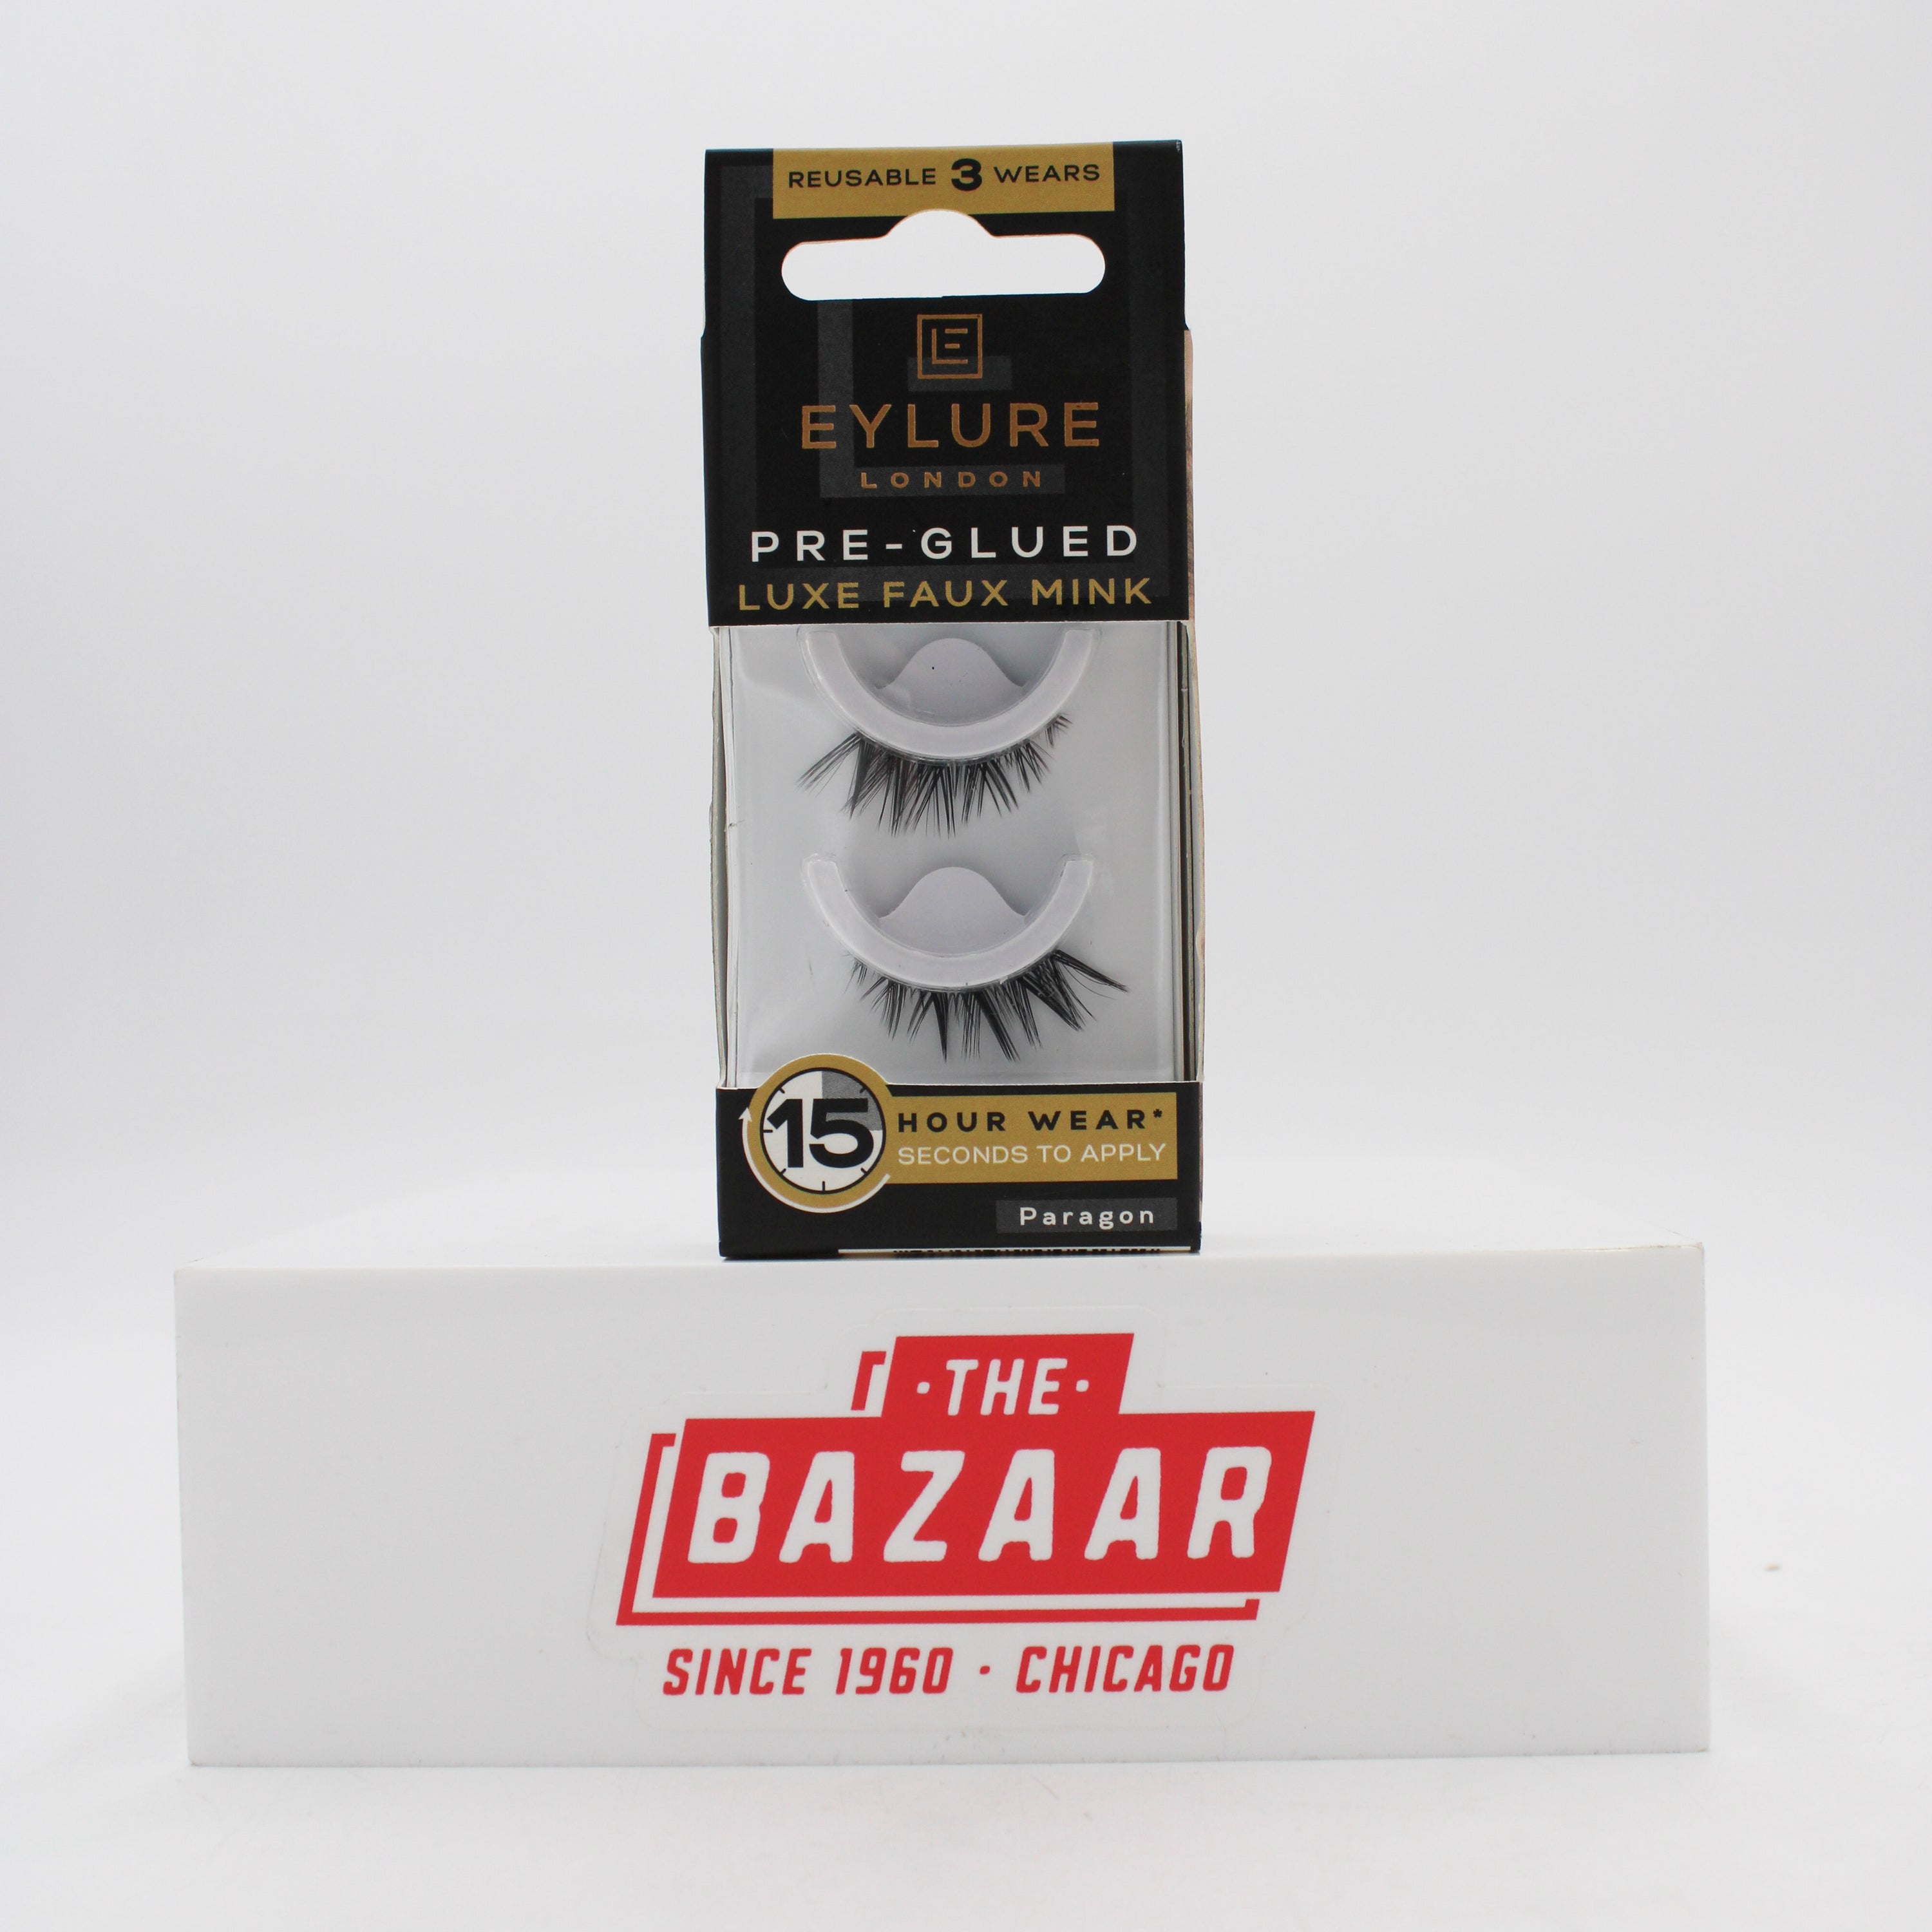 REUSABLE 3 WEARS
E
EYLURE
LONDON
PRE-GLUED
LUXE FAUX MINK
15 HOUR WEAR*
SECONDS TO APPLY
Paragon
·THE·
BAZAAR
SINCE 1960 · CHICAGO